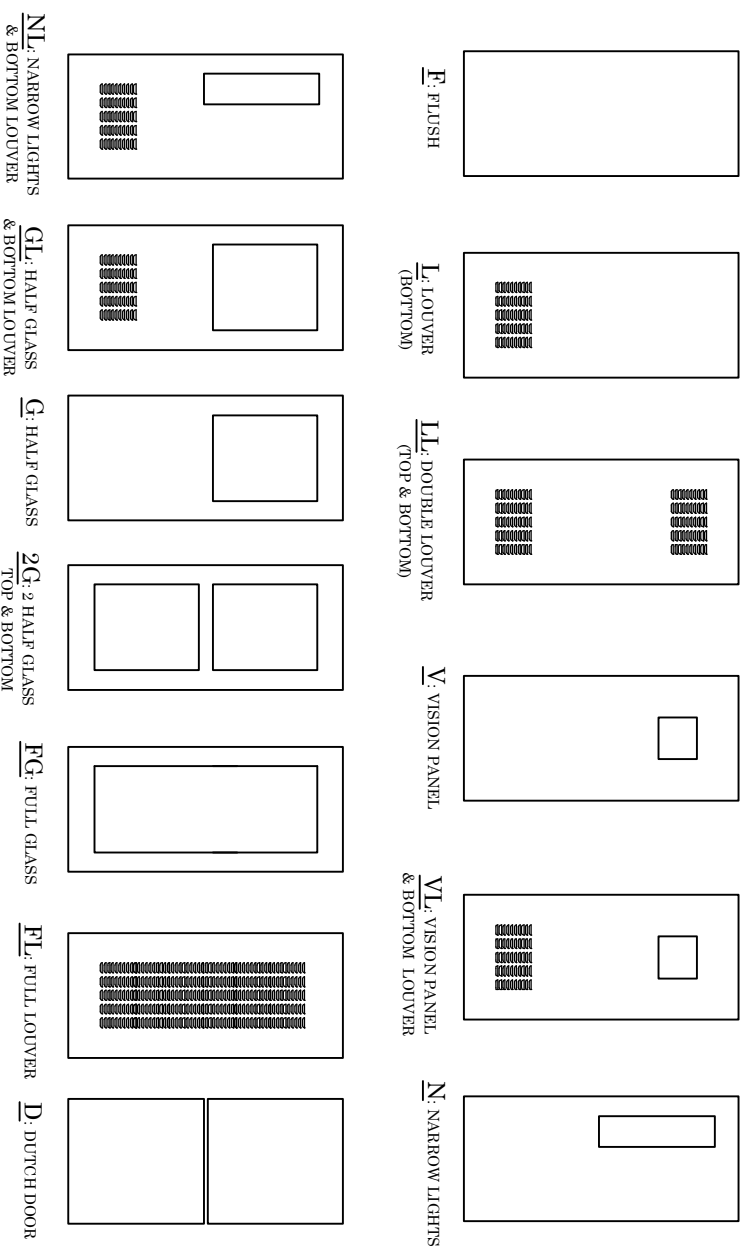 F: FLUSH
L: LOUVER
(BOTTOM)
LL: DOUBLE LOUVER
(TOP & BOTTOM)
V: VISION PANEL
VL: VISION PANEL
& BOTTOM LOUVER
N: NARROW LIGHTS
NL: NARROW LIGHTS
& BOTTOM LOUVER
GL: HALF GLASS
& BOTTOM LOUVER
G: HALF GLASS
2G: 2 HALF GLASS
TOP & BOTTOM
FG: FULL GLASS
FL: FULL LOUVER
D: DUTCH DOOR